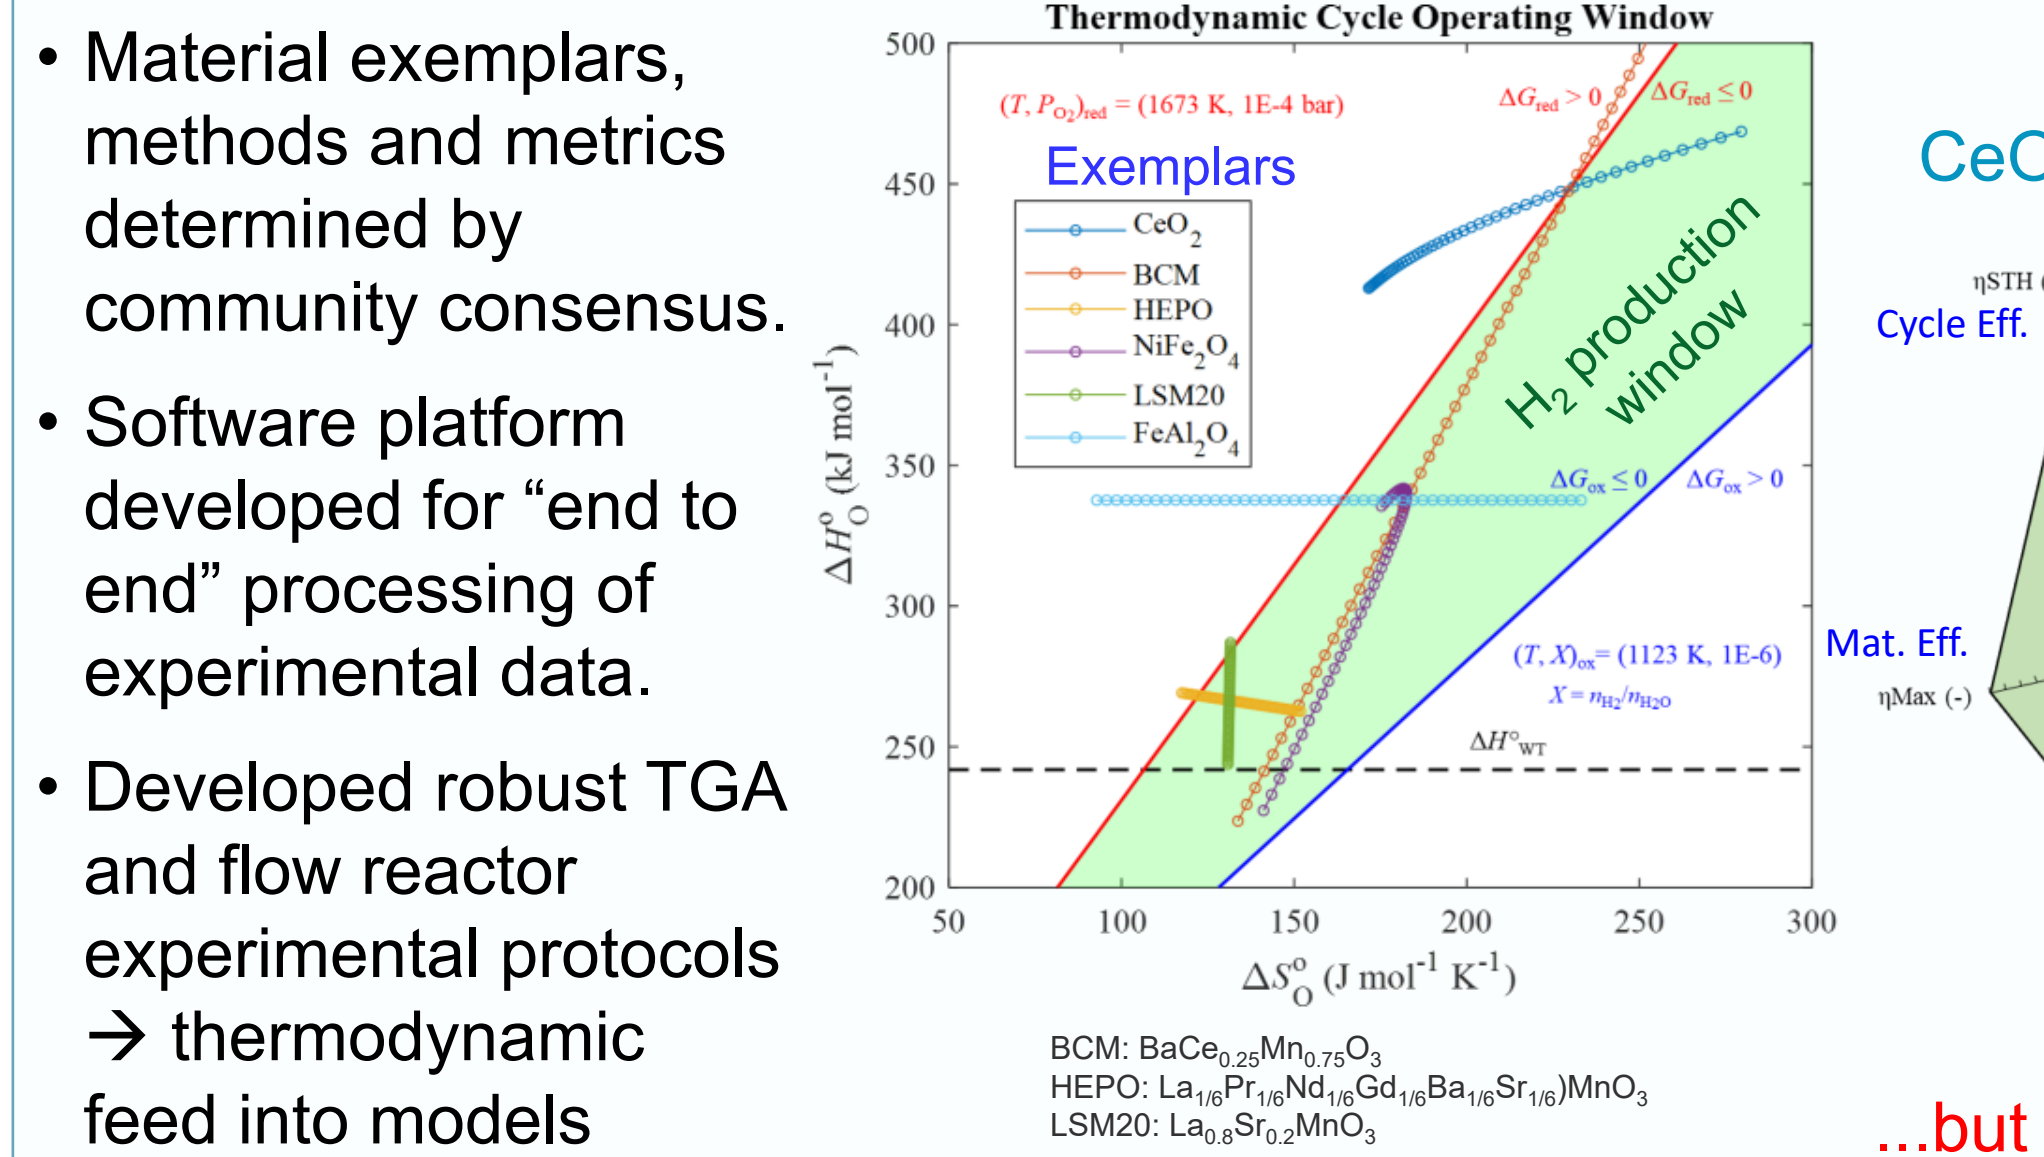 • Material exemplars,
methods and metrics
determined by
community consensus.
• Software platform
developed for “end to
end” processing of
experimental data.
• Developed robust TGA
and flow reactor
experimental protocols
→ thermodynamic
feed into models
Thermodynamic Cycle Operating Window
500
450
400
350
300
250
200
50
100
150
200
250
300
ΔH°O (kJ mol⁻¹)
ΔS°O (J mol⁻¹ K⁻¹)
(T, PO₂)red = (1673 K, 1E-4 bar)
ΔGred > 0
ΔGred ≤ 0
Exemplars
CeO₂
BCM
HEPO
NiFe₂O₄
LSM20
FeAl₂O₄
H₂ production
window
ΔGox ≤ 0
ΔGox > 0
(T, X)ox= (1123 K, 1E-6)
X = nH2/nH2O
ΔH°WT
BCM: BaCe0.25Mn0.75O3
HEPO: La1/6Pr1/6Nd1/6Gd1/6Ba1/6Sr1/6)MnO3
LSM20: La0.8Sr0.2MnO3
ηSTH (
Cycle Eff.
Mat. Eff.
ηMax (-)
...but